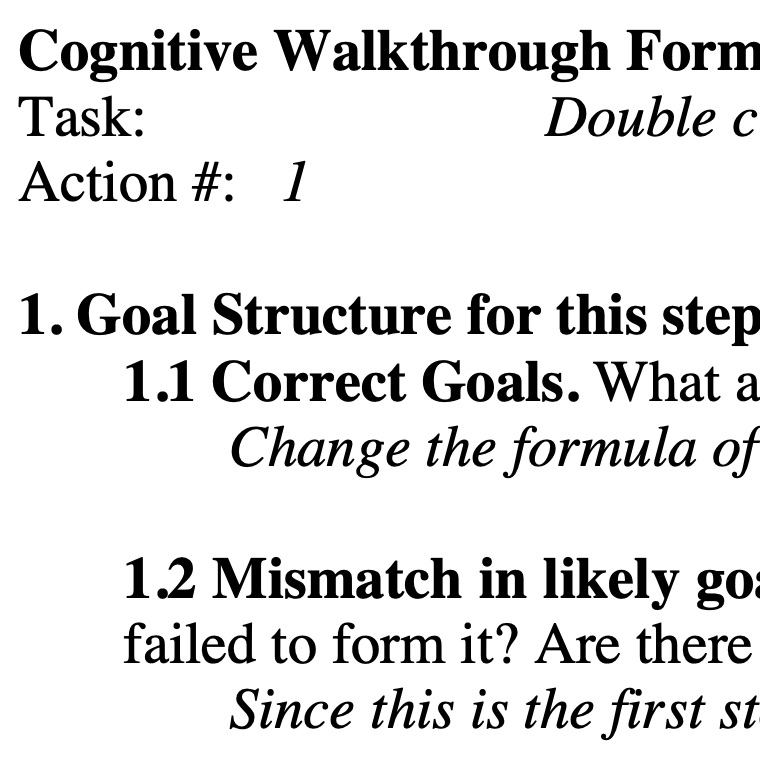 Cognitive Walkthrough Form
Task: Double c
Action #: 1
1. Goal Structure for this step
1.1 Correct Goals. What a
Change the formula of
1.2 Mismatch in likely goa
failed to form it? Are there
Since this is the first st